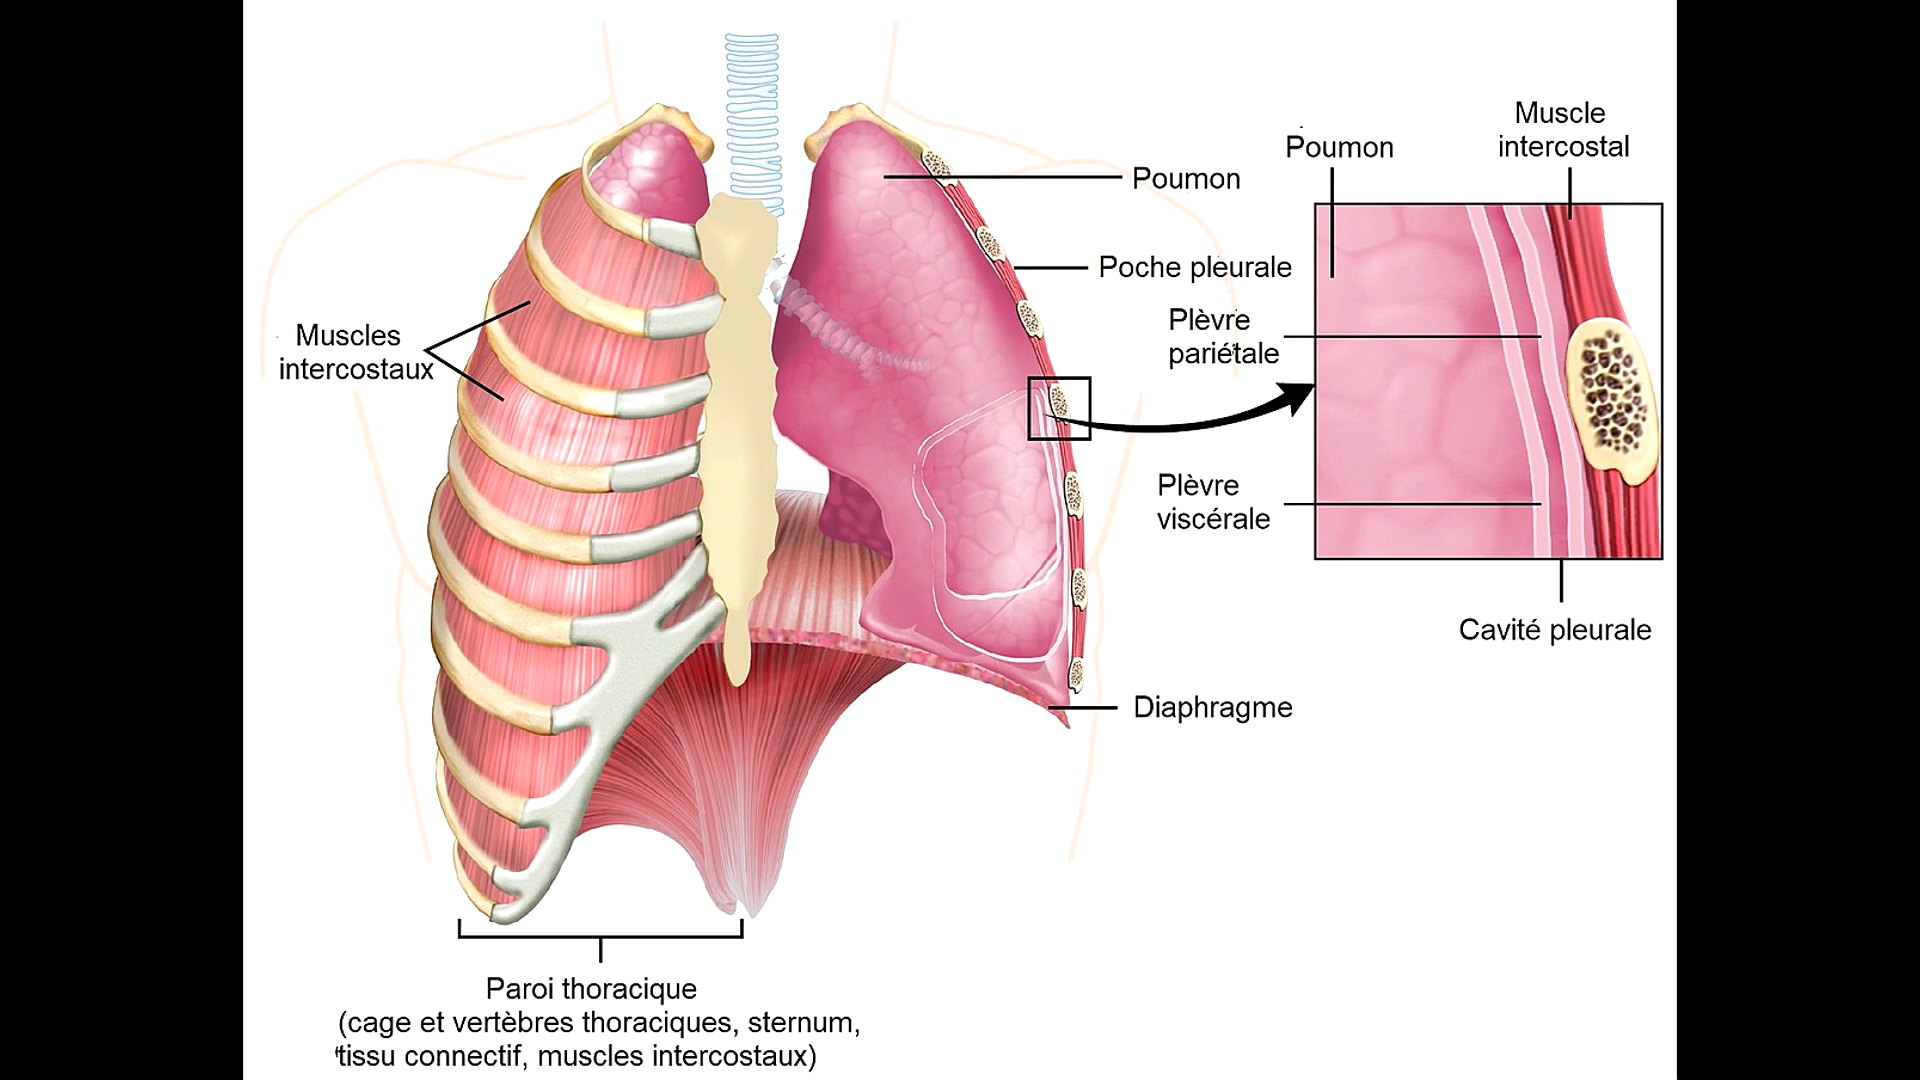 Muscle
intercostal
Poumon
Poumon
Poche pleurale
Plèvre
pariétale
Muscles
intercostaux
Plèvre
viscérale
Cavité pleurale
Diaphragme
Paroi thoracique
(cage et vertèbres thoraciques, sternum,
tissu connectif, muscles intercostaux)